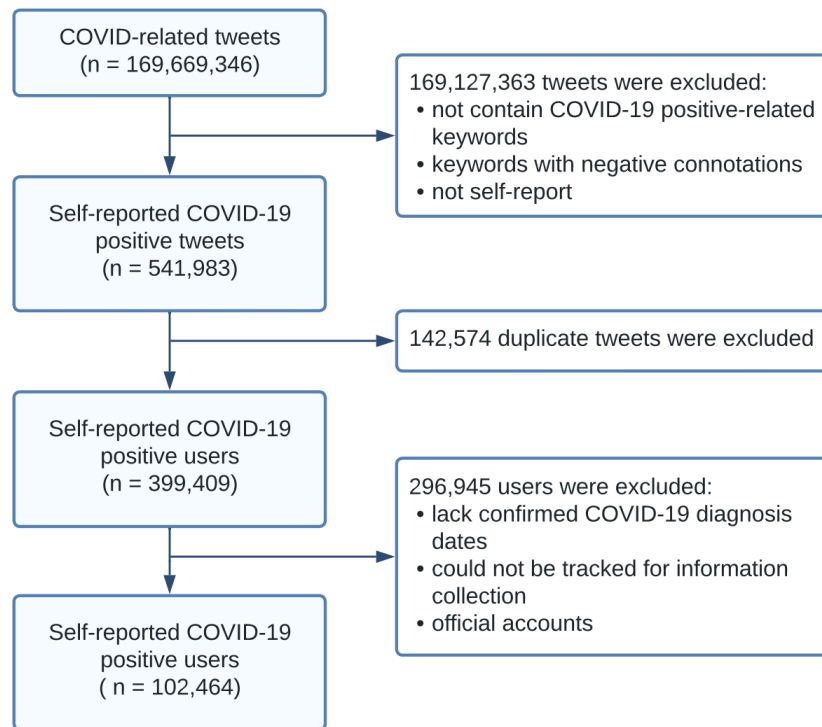 COVID-related tweets
(n = 169,669,346)
169,127,363 tweets were excluded:
• not contain COVID-19 positive-related
keywords
• keywords with negative connotations
• not self-report
Self-reported COVID-19
positive tweets
(n = 541,983)
142,574 duplicate tweets were excluded
Self-reported COVID-19
positive users
(n = 399,409)
296,945 users were excluded:
• lack confirmed COVID-19 diagnosis
dates
• could not be tracked for information
collection
• official accounts
Self-reported COVID-19
positive users
( n = 102,464)